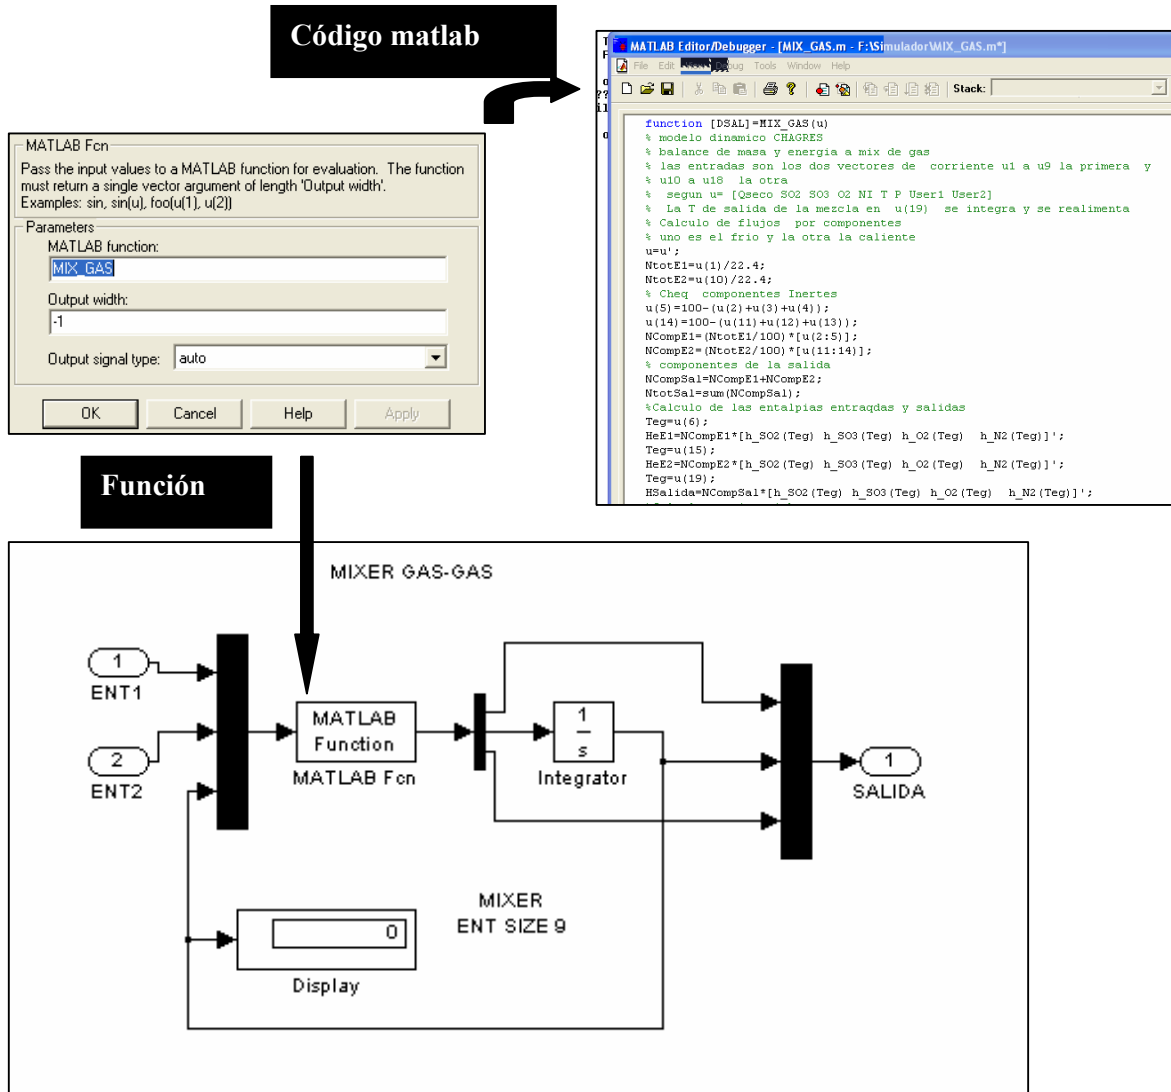 Código matlab
MATLAB Editor/Debugger - [MIX_GAS.m - F:\Simulador\MIX_GAS.m*]
File Edit Debug Tools Window Help
Stack:
function [DSAL]=MIX_GAS(u)
% modelo dinamico CHAGRES
% balance de masa y energia a mix de gas
% las entradas son los dos vectores de corriente u1 a u9 la primera y
% u10 a u18 la otra
% segun u= [Qseco SO2 SO3 O2 NI T P User1 User2]
% La T de salida de la mezcla en u(19) se integra y se realimenta
% Calculo de flujos por componentes
% uno es el frio y la otra la caliente
u=u';
NtotE1=u(1)/22.4;
NtotE2=u(10)/22.4;
% Cheq componentes Inertes
u(5)=100-(u(2)+u(3)+u(4));
u(14)=100-(u(11)+u(12)+u(13));
NCompE1=(NtotE1/100)*[u(2:5)];
NCompE2=(NtotE2/100)*[u(11:14)];
% componentes de la salida
NCompSal=NCompE1+NCompE2;
NtotSal=sum(NCompSal);
%Calculo de las entalpias entraqdas y salidas
Teg=u(6);
HeE1=NCompE1*[h_SO2(Teg) h_SO3(Teg) h_O2(Teg) h_N2(Teg)]';
Teg=u(15);
HeE2=NCompE2*[h_SO2(Teg) h_SO3(Teg) h_O2(Teg) h_N2(Teg)]';
Teg=u(19);
HSalida=NCompSal*[h_SO2(Teg) h_SO3(Teg) h_O2(Teg) h_N2(Teg)]';
MATLAB Fcn
Pass the input values to a MATLAB function for evaluation. The function
must return a single vector argument of length 'Output width'.
Examples: sin, sin(u), foo(u(1), u(2))
Parameters
MATLAB function:
MIX_GAS
Output width:
-1
Output signal type: auto
OK Cancel Help Apply
Función
MIXER GAS-GAS
1
ENT1
2
ENT2
MATLAB
Function
MATLAB Fcn
1
s
Integrator
1
SALIDA
MIXER
ENT SIZE 9
0
Display